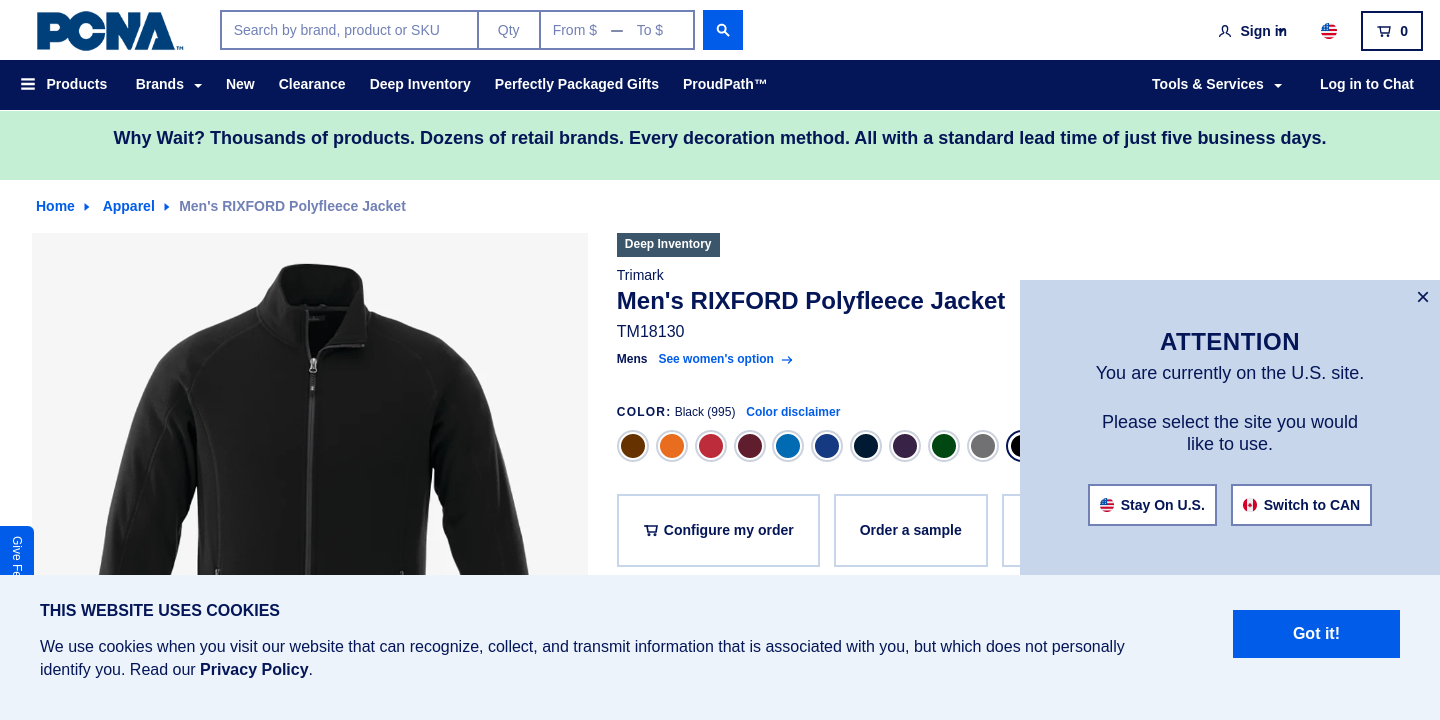 PCNA™
Search by brand, product or SKU
Qty
From $ — To $
Sign in
0
Products
Brands
New
Clearance
Deep Inventory
Perfectly Packaged Gifts
ProudPath™
Tools & Services
Log in to Chat
Why Wait? Thousands of products. Dozens of retail brands. Every decoration method. All with a standard lead time of just five business days.
Home
Apparel
Men's RIXFORD Polyfleece Jacket
Deep Inventory
Trimark
Men's RIXFORD Polyfleece Jacket
TM18130
Mens See women's option
COLOR: Black (995) Color disclaimer
Configure my order
Order a sample
×
ATTENTION
You are currently on the U.S. site.
Please select the site you would
like to use.
Stay On U.S.
Switch to CAN
Give Fe
THIS WEBSITE USES COOKIES
We use cookies when you visit our website that can recognize, collect, and transmit information that is associated with you, but which does not personally
identify you. Read our Privacy Policy.
Got it!